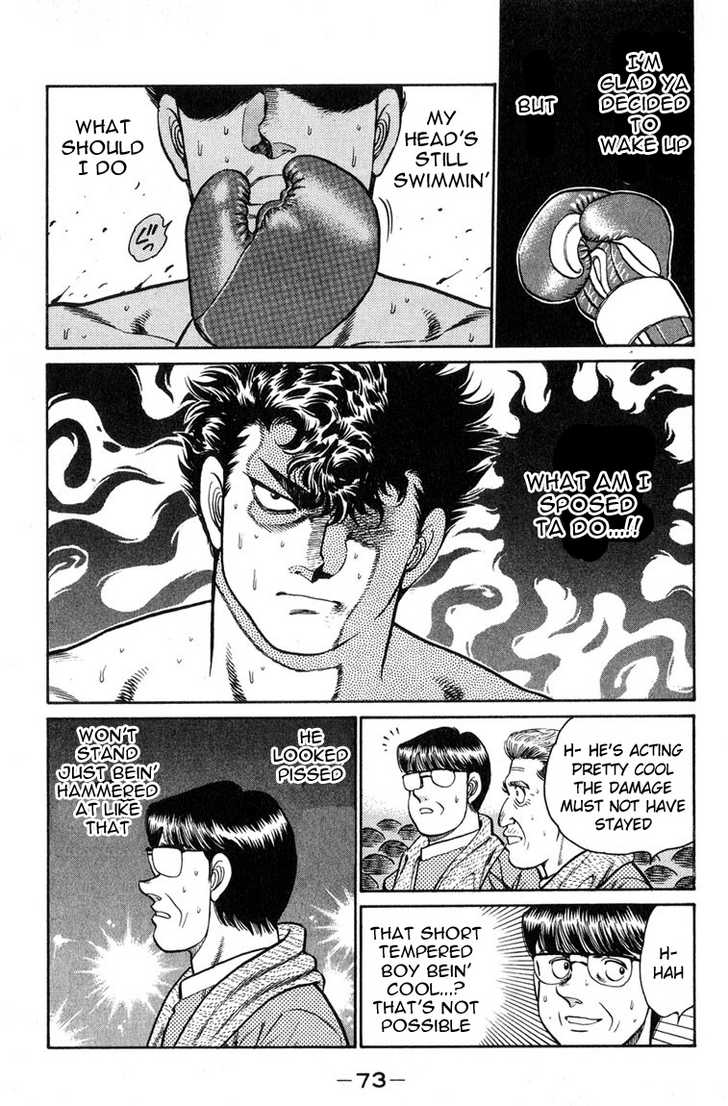 I'M
GLAD YA
DECIDED
TO
WAKE UP
BUT
MY
HEAD'S
STILL
SWIMMIN'
WHAT
SHOULD
I DO
ぐっ
WHAT AM I
SPOSED
TA DO...!!
H- HE'S ACTING
PRETTY COOL
THE DAMAGE
MUST NOT HAVE
STAYED
HE
LOOKED
PISSED
WON'T
STAND
JUST BEIN'
HAMMERED
AT LIKE
THAT
H-
HAH
THAT SHORT
TEMPERED
BOY BEIN'
COOL...?
THAT'S NOT
POSSIBLE
-73-